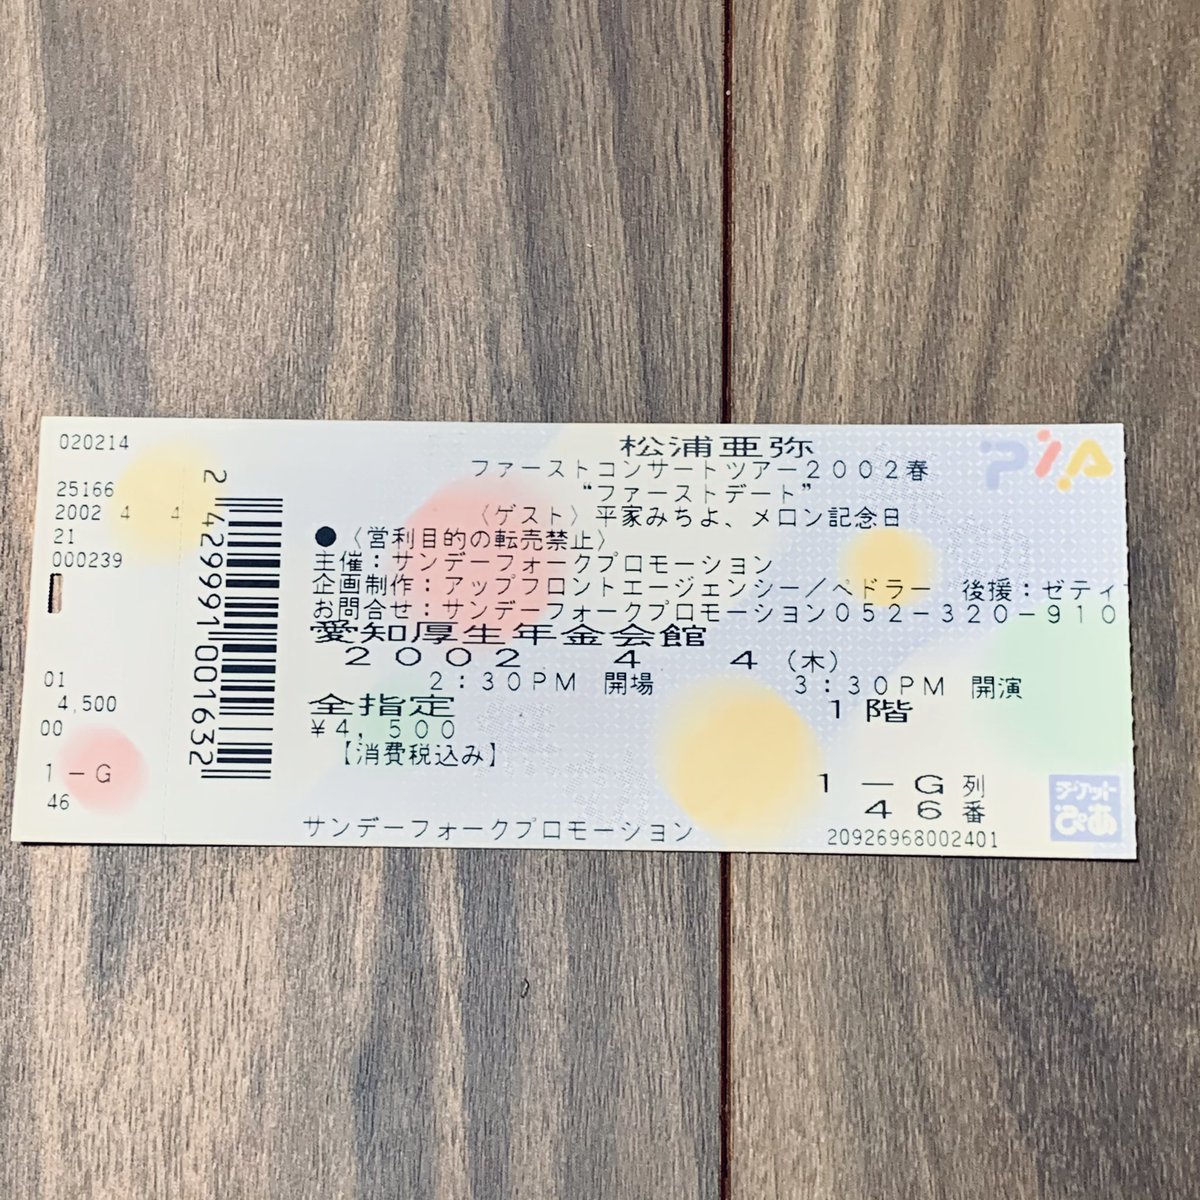 020214
25166
2002 4 4
21
000239
01
4,500
00
1 - G
46
2 429991 001632
松浦亜弥
PIA
ファーストコンサートツアー2002春
“ファーストデート”
〈ゲスト〉平家みちよ、メロン記念日
●〈営利目的の転売禁止〉
主催：サンデーフォークプロモーション
企画制作：アップフロントエージェンシー／ペドラー 後援：ゼティ
お問合せ：サンデーフォークプロモーション052-320-910
愛知厚生年金会館
2002 4 4（木）
2：30PM 開場 3：30PM 開演
全指定 1階
¥4,500
【消費税込み】
1-G列
46番
サンデーフォークプロモーション
20926968002401
チケットぴあ